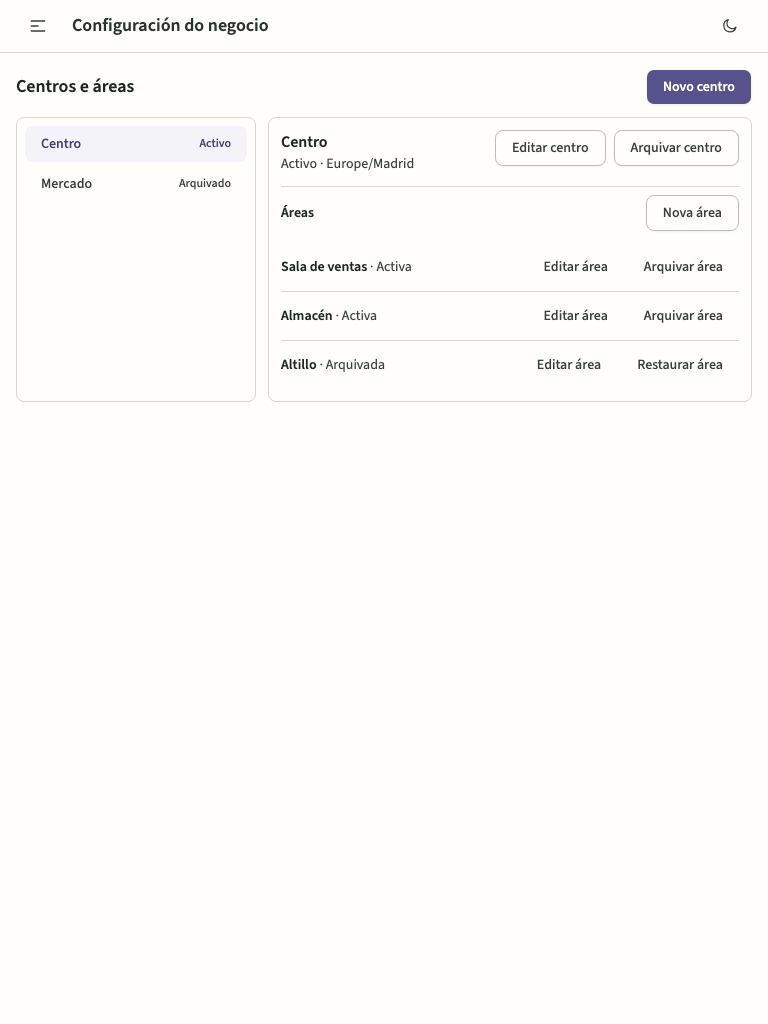 Configuración do negocio
Centros e áreas
Novo centro
Centro
Activo
Mercado
Arquivado
Centro
Activo · Europe/Madrid
Editar centro
Arquivar centro
Áreas
Nova área
Sala de ventas · Activa
Editar área
Arquivar área
Almacén · Activa
Editar área
Arquivar área
Altillo · Arquivada
Editar área
Restaurar área